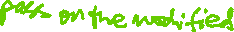 pass on the modified